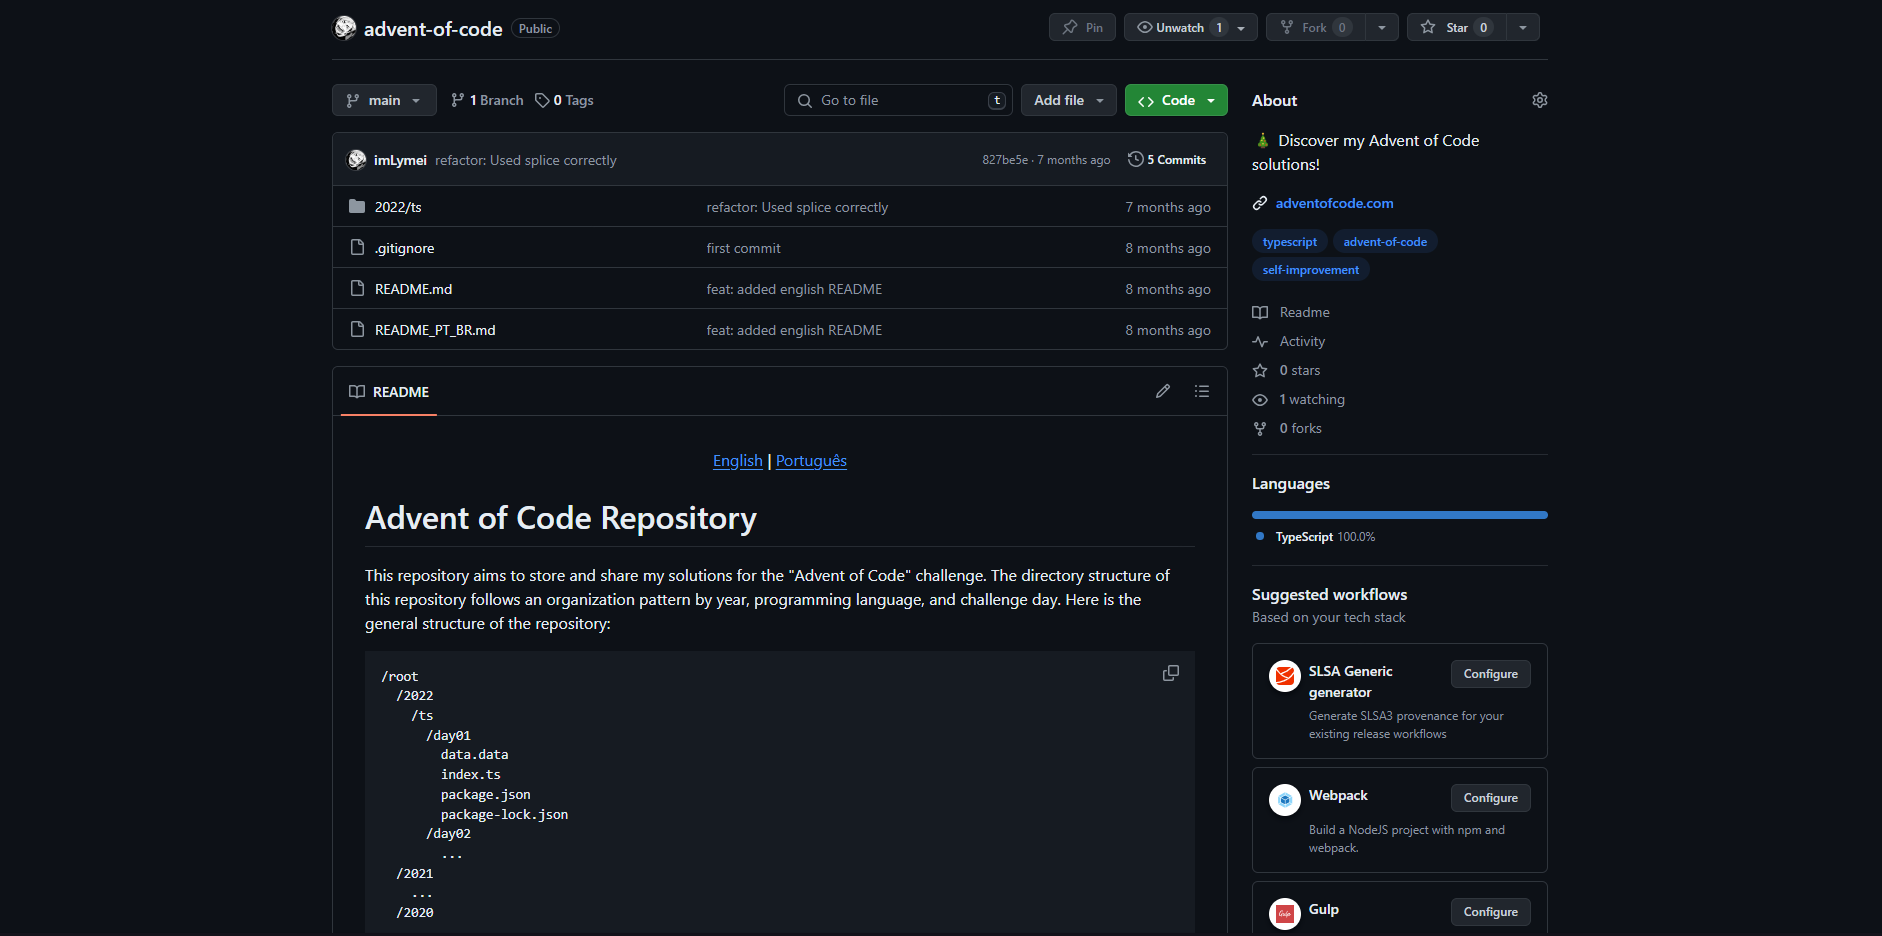 advent-of-code Public
Pin Unwatch 1 Fork 0 Star 0
main 1 Branch 0 Tags Go to file t Add file Code
imLymei refactor: Used splice correctly 827be5e · 7 months ago 5 Commits
2022/ts refactor: Used splice correctly 7 months ago
.gitignore first commit 8 months ago
README.md feat: added english README 8 months ago
README_PT_BR.md feat: added english README 8 months ago
README
English | Português
Advent of Code Repository
This repository aims to store and share my solutions for the "Advent of Code" challenge. The directory structure of
this repository follows an organization pattern by year, programming language, and challenge day. Here is the
general structure of the repository:
/root
/2022
/ts
/day01
data.data
index.ts
package.json
package-lock.json
/day02
...
/2021
...
/2020
About
Discover my Advent of Code
solutions!
adventofcode.com
typescript advent-of-code
self-improvement
Readme
Activity
0 stars
1 watching
0 forks
Languages
TypeScript 100.0%
Suggested workflows
Based on your tech stack
SLSA Generic
generator
Configure
Generate SLSA3 provenance for your
existing release workflows
Webpack
Configure
Build a NodeJS project with npm and
webpack.
Gulp
Gulp
Configure